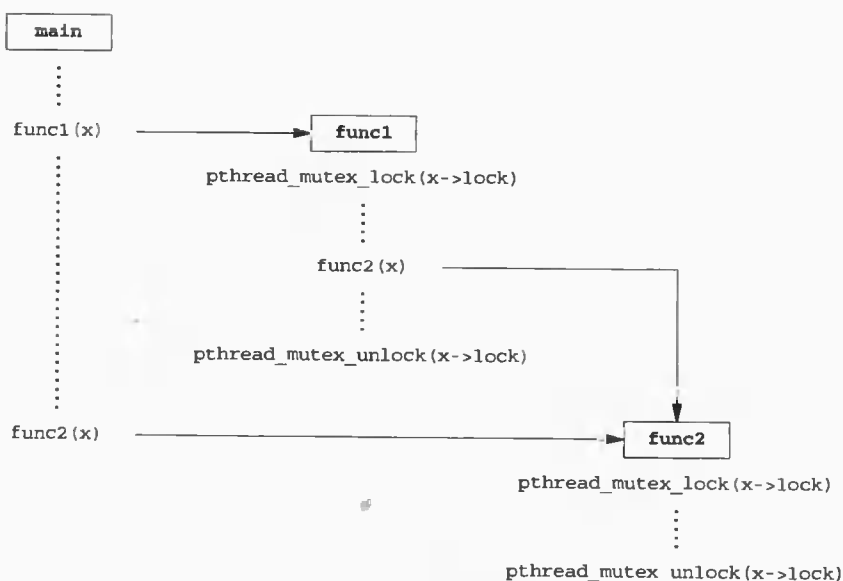 main
func1(x)
func1
pthread_mutex_lock(x->lock)
func2(x)
pthread_mutex_unlock(x->lock)
func2(x)
func2
pthread_mutex_lock(x->lock)
pthread_mutex_unlock(x->lock)